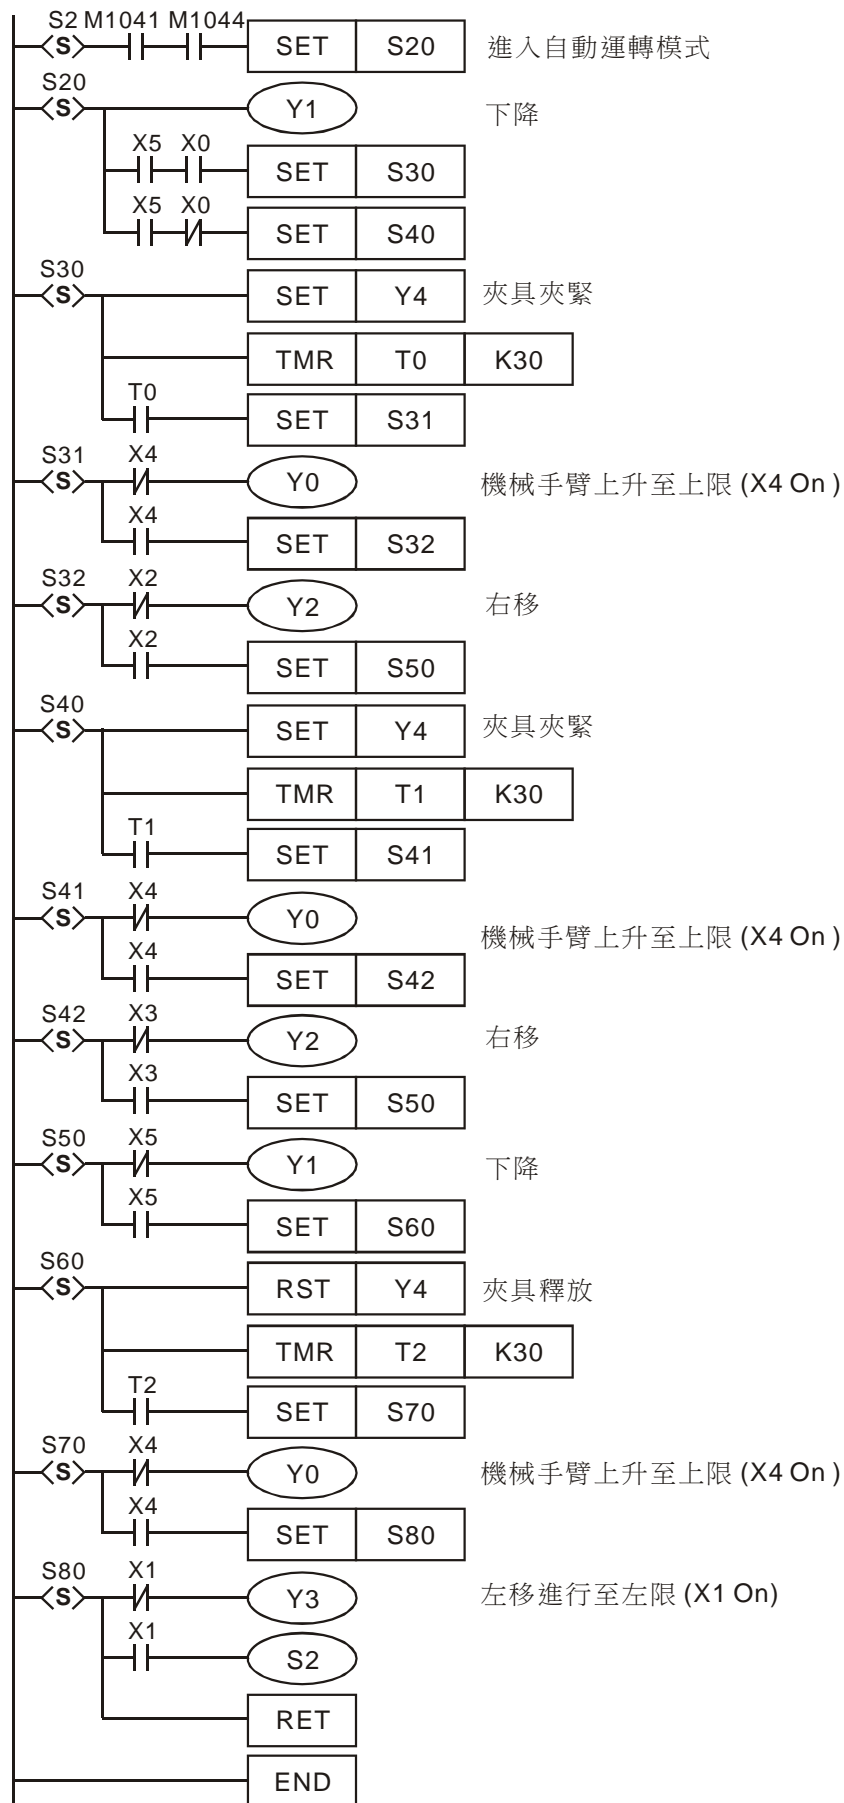 S2 M1041 M1044
S SET S20 進入自動運轉模式
S20
S Y1 下降
X5 X0
SET S30
X5 X0
SET S40
S30
S SET Y4 夾具夾緊
TMR T0 K30
T0
SET S31
S31 X4
S Y0 機械手臂上升至上限 (X4 On )
X4
SET S32
S32 X2
S Y2 右移
X2
SET S50
S40
S SET Y4 夾具夾緊
TMR T1 K30
T1
SET S41
S41 X4
S Y0 機械手臂上升至上限 (X4 On )
X4
SET S42
S42 X3
S Y2 右移
X3
SET S50
S50 X5
S Y1 下降
X5
SET S60
S60
S RST Y4 夾具釋放
TMR T2 K30
T2
SET S70
S70 X4
S Y0 機械手臂上升至上限 (X4 On )
X4
SET S80
S80 X1
S Y3 左移進行至左限 (X1 On)
X1
S2
RET
END